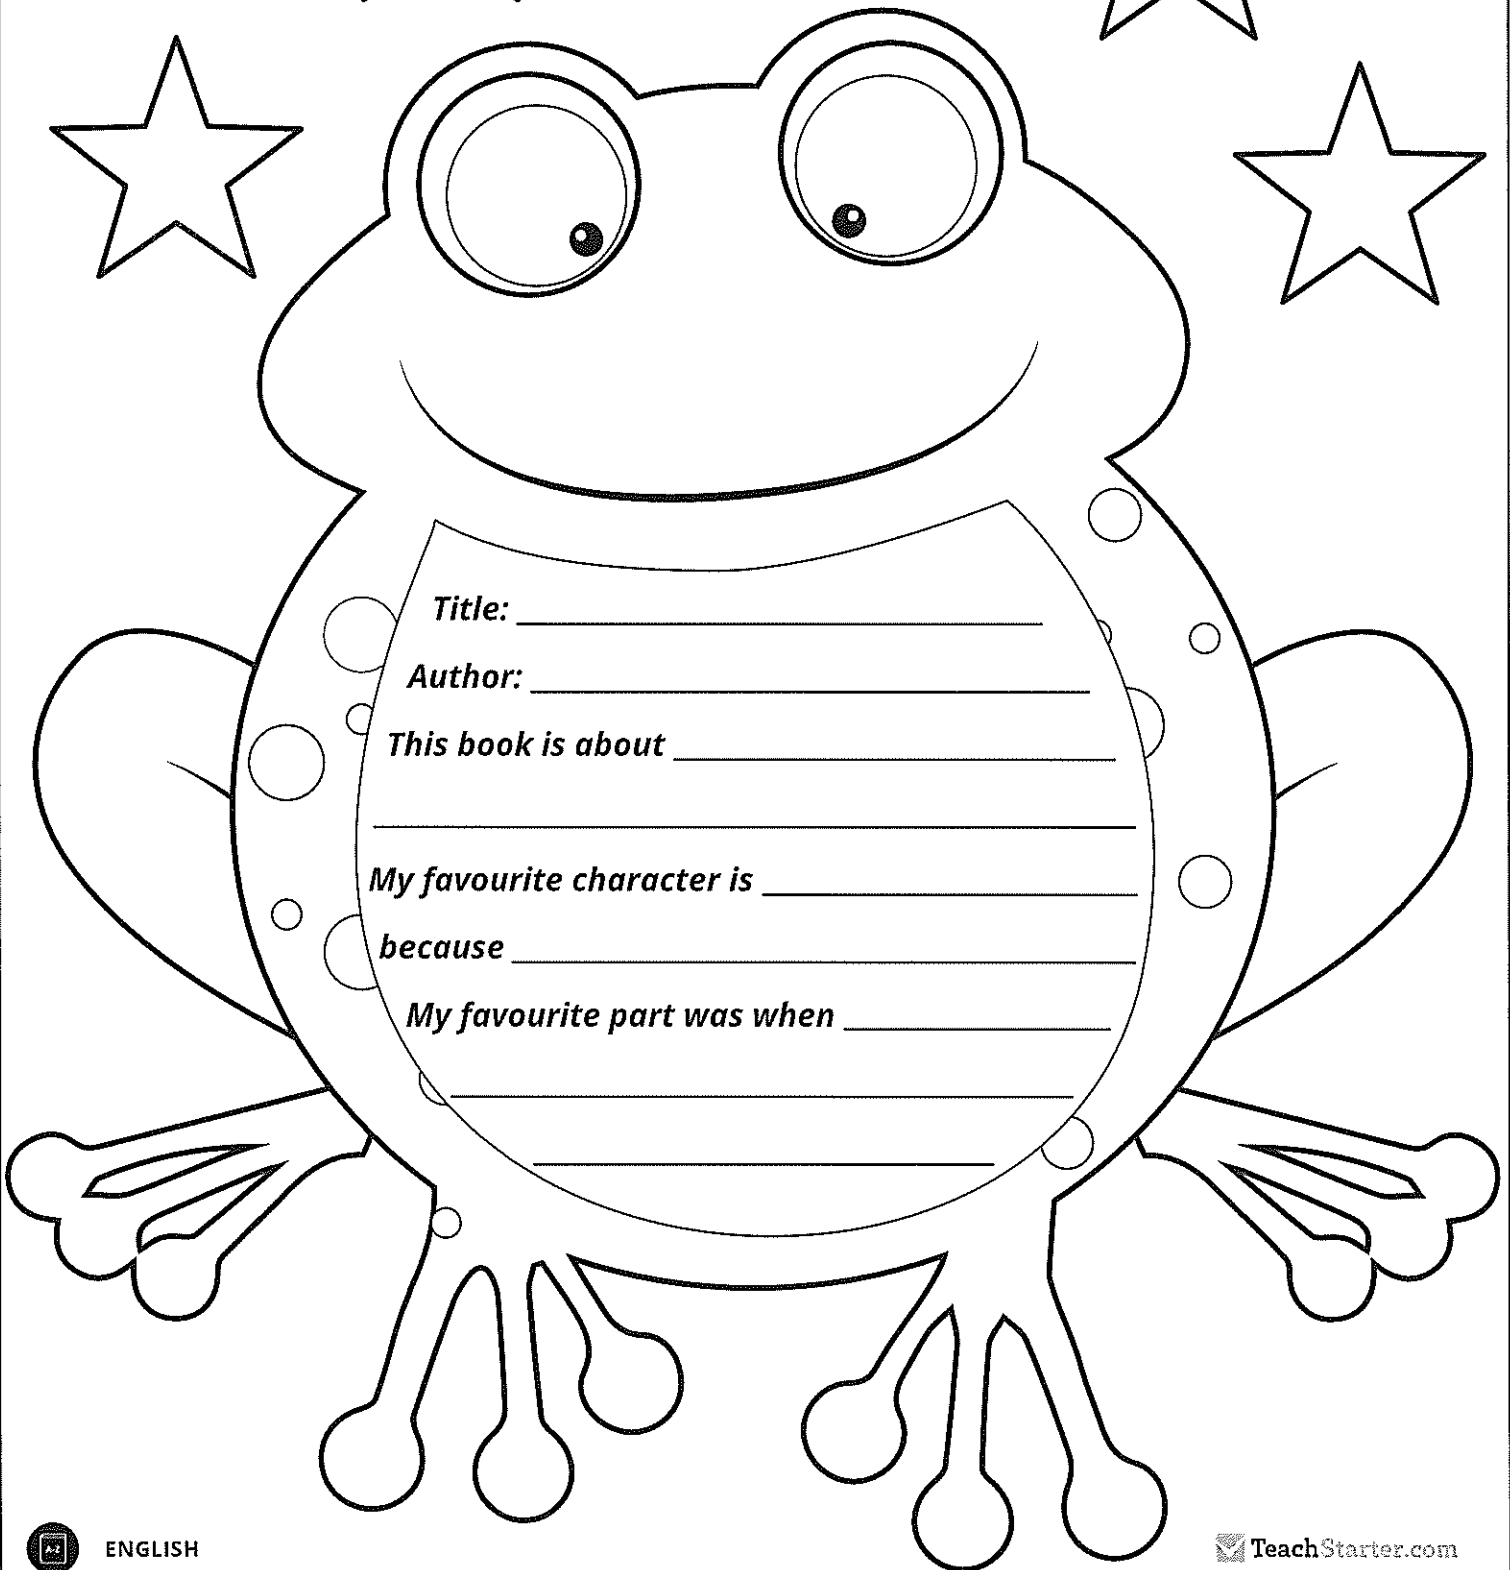 Title:
Author:
This book is about
My favourite character is
because
My favourite part was when
A-Z
ENGLISH
TeachStarter.com